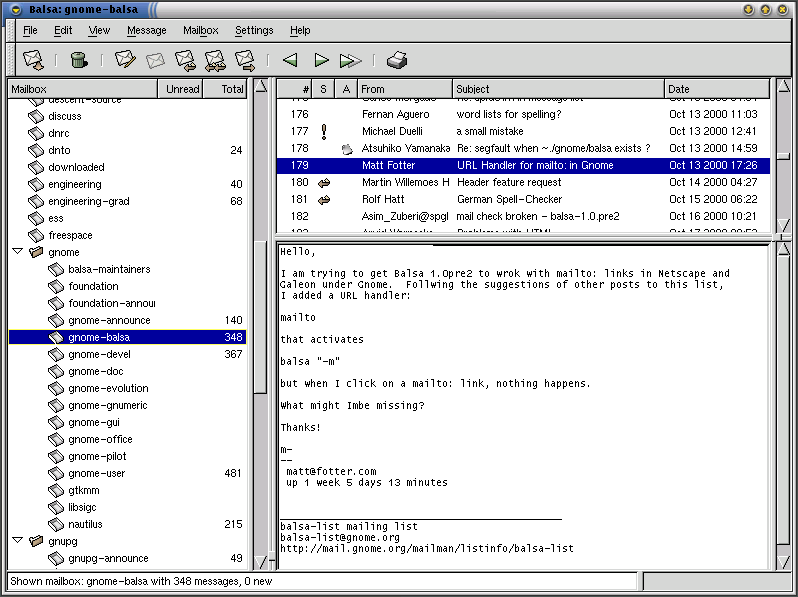 Balsa: gnome-balsa
File Edit View Message Mailbox Settings Help
Mailbox Unread Total
descent-source
discuss
dnrc
dnto 24
downloaded
engineering 40
engineering-grad 68
ess
freespace
gnome
balsa-maintainers
foundation
foundation-annou
gnome-announce 140
gnome-balsa 348
gnome-devel 367
gnome-doc
gnome-evolution
gnome-gnumeric
gnome-gui
gnome-office
gnome-pilot
gnome-user 481
gtkmm
libsigc
nautilus 215
gnupg
gnupg-announce 49
# S A From Subject Date
176 Fernan Aguero word lists for spelling? Oct 13 2000 11:03
177 Michael Duelli a small mistake Oct 13 2000 12:41
178 Atsuhiko Yamanaka Re: segfault when ~./gnome/balsa exists ? Oct 13 2000 14:59
179 Matt Fotter URL Handler for mailto: in Gnome Oct 13 2000 17:26
180 Martin Willemoes H Header feature request Oct 14 2000 04:27
181 Rolf Hatt German Spell-Checker Oct 15 2000 06:22
182 Asim_Zuberi@spgl mail check broken - balsa-1.0.pre2 Oct 16 2000 10:21
Hello,
I am trying to get Balsa 1.0pre2 to wrok with mailto: links in Netscape and
Galeon under Gnome.  Follwing the suggestions of other posts to this list,
I added a URL handler:
mailto
that activates
balsa "-m"
but when I click on a mailto: link, nothing happens.
What might Imbe missing?
Thanks!
m-
--
matt@fotter.com
up 1 week 5 days 13 minutes
balsa-list mailing list
balsa-list@gnome.org
http://mail.gnome.org/mailman/listinfo/balsa-list
Shown mailbox: gnome-balsa with 348 messages, 0 new